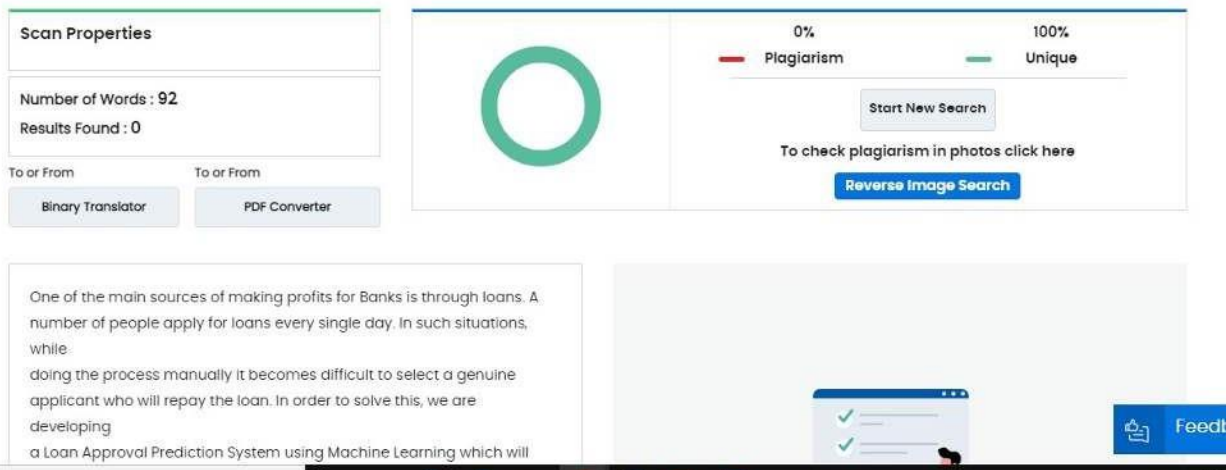 Scan Properties
0%
100%
Plagiarism
Unique
Number of Words : 92
Results Found : 0
Start New Search
To check plagiarism in photos click here
Reverse Image Search
To or From
To or From
Binary Translator
PDF Converter
One of the main sources of making profits for Banks is through loans. A
number of people apply for loans every single day. In such situations,
while
doing the process manually it becomes difficult to select a genuine
applicant who will repay the loan. In order to solve this, we are
developing
a Loan Approval Prediction System using Machine Learning which will
Feedb